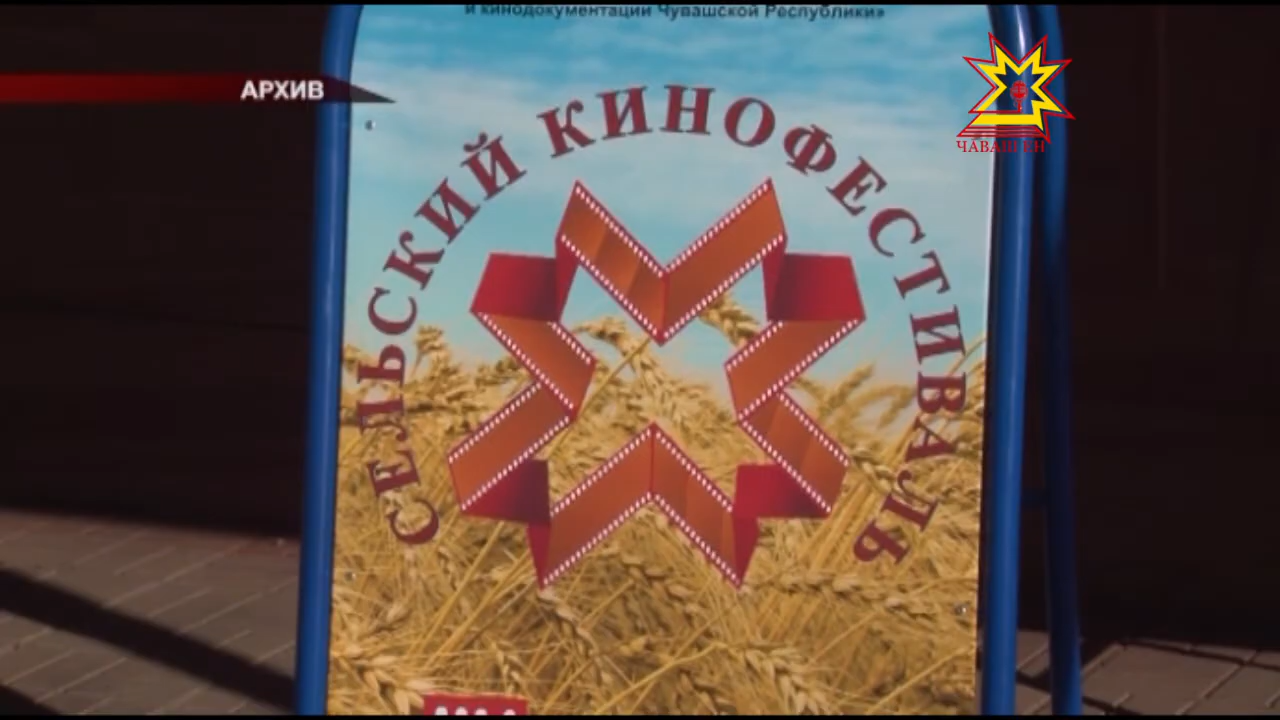 и кинодокументации Чувашской Республики»
АРХИВ
СЕЛЬСКИЙ КИНОФЕСТИВАЛЬ
ЧĂВАШ ЕН